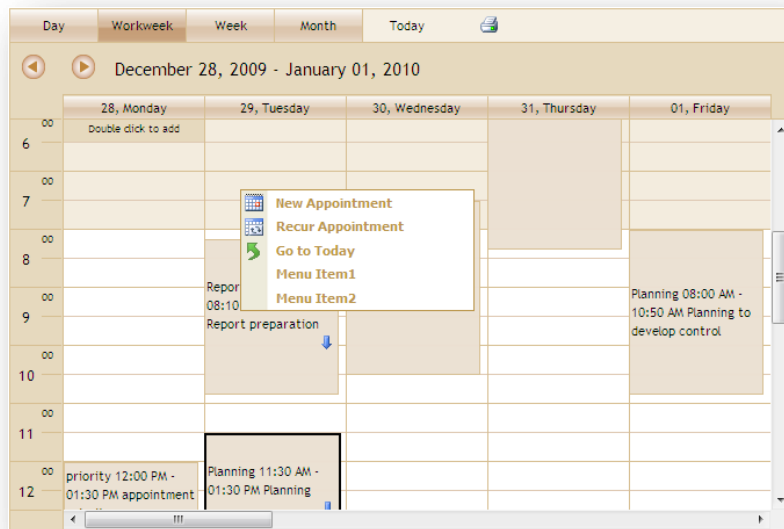 Day Workweek Week Month Today
December 28, 2009 - January 01, 2010
28, Monday 29, Tuesday 30, Wednesday 31, Thursday 01, Friday
6 00
Double click to add
7 00
New Appointment
Recur Appointment
Go to Today
Menu Item1
Menu Item2
8 00
08:10
Report preparation
Planning 08:00 AM -
10:50 AM Planning to
develop control
9 00
10 00
11 00
12 00
priority 12:00 PM -
01:30 PM appointment
Planning 11:30 AM -
01:30 PM Planning